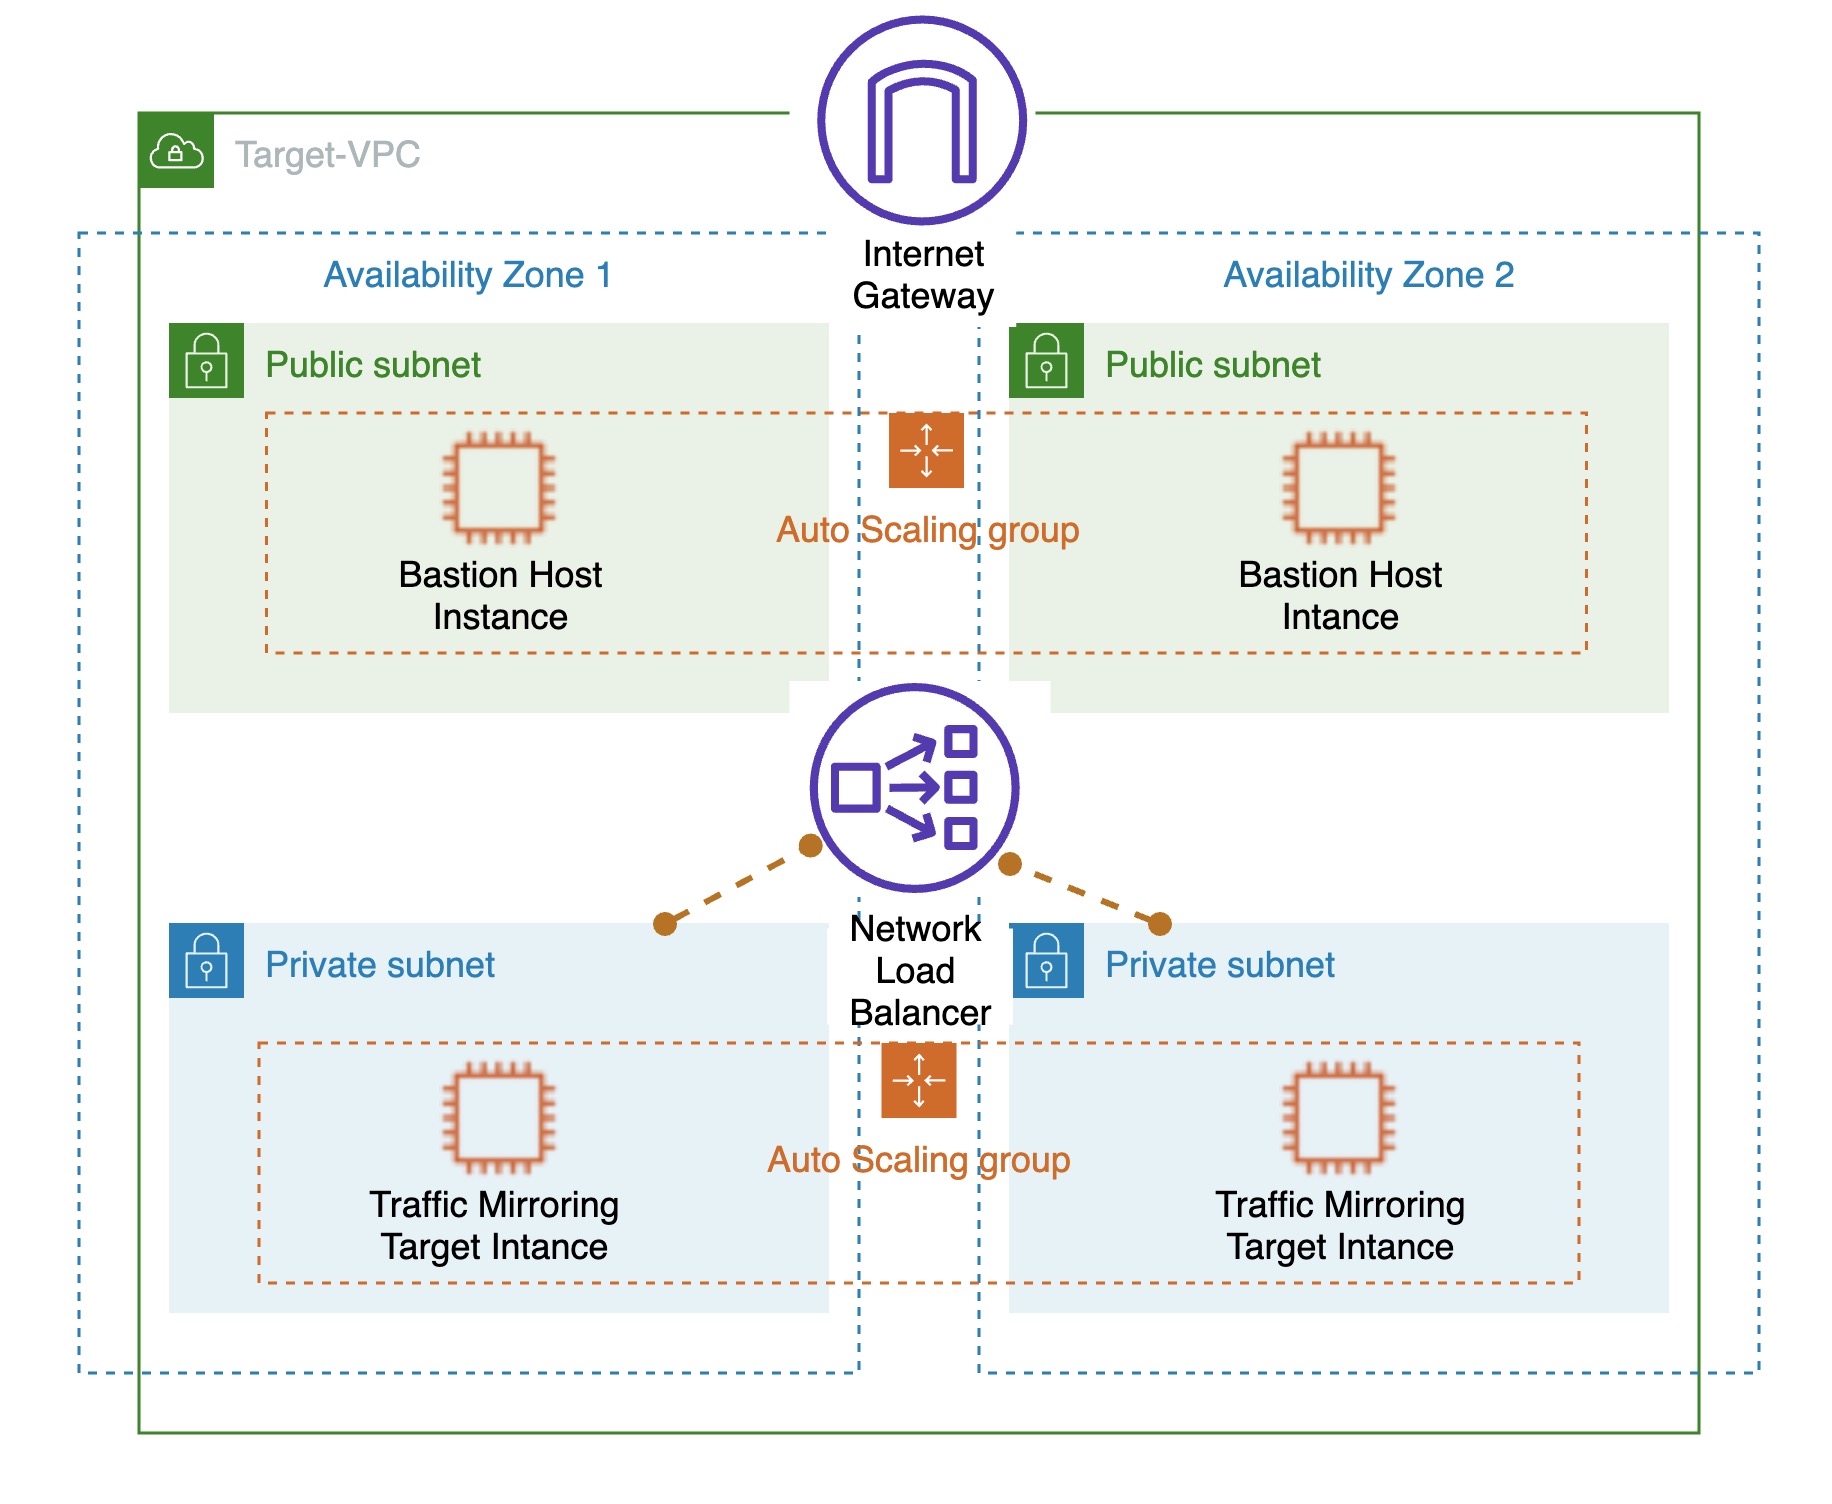 Target-VPC
Internet
Gateway
Availability Zone 1
Availability Zone 2
Public subnet
Public subnet
Auto Scaling group
Bastion Host
Instance
Bastion Host
Intance
Network
Load
Balancer
Private subnet
Private subnet
Auto Scaling group
Traffic Mirroring
Target Intance
Traffic Mirroring
Target Intance